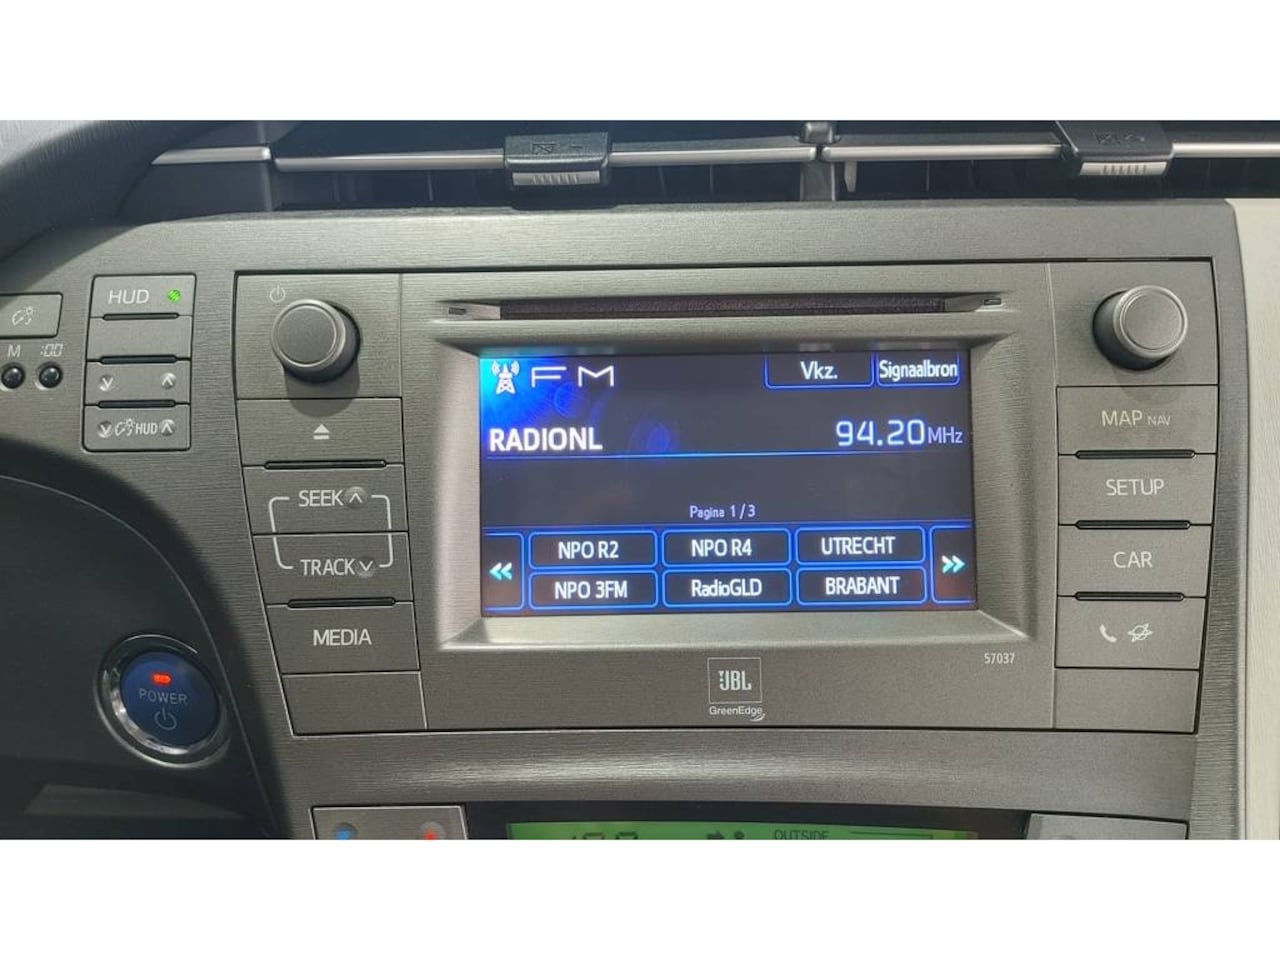 HUD
M :00
HUD
SEEK
TRACK
MEDIA
POWER
FM
Vkz.
Signaalbron
RADIONL
94.20MHz
Pagina 1/3
NPO R2
NPO R4
UTRECHT
NPO 3FM
RadioGLD
BRABANT
57037
JBL
GreenEdge
MAP NAV
SETUP
CAR
OUTSIDE